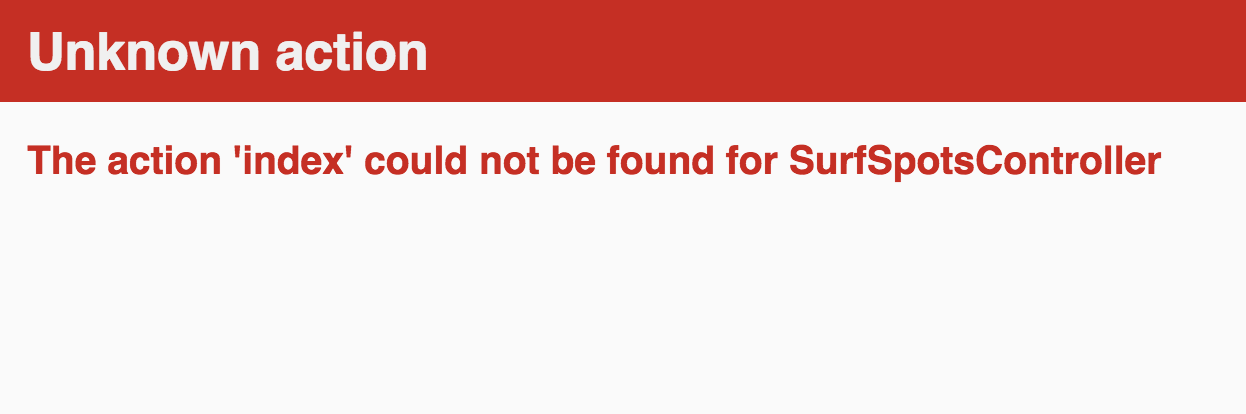 Unknown action
The action 'index' could not be found for SurfSpotsController